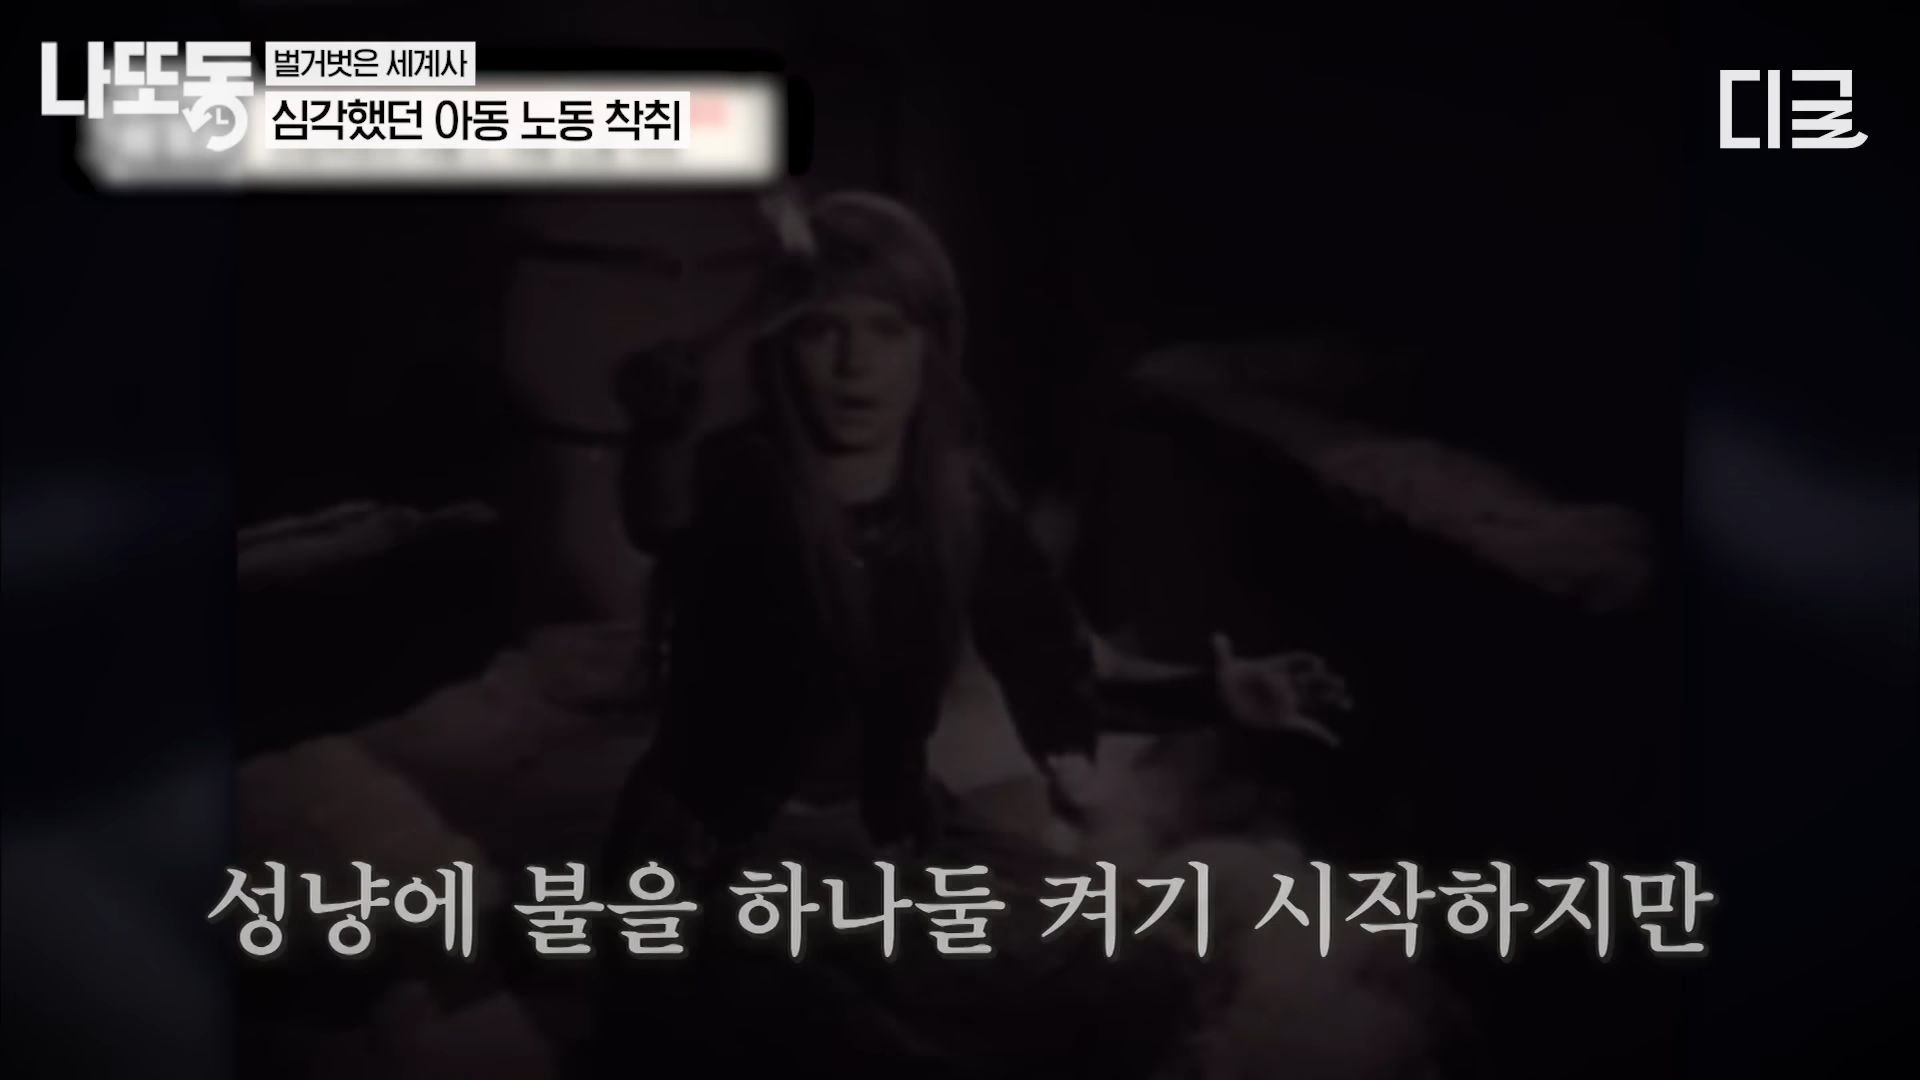 나또동
벌거벗은 세계사
심각했던 아동 노동 착취
디글
성냥에 불을 하나둘 켜기 시작하지만